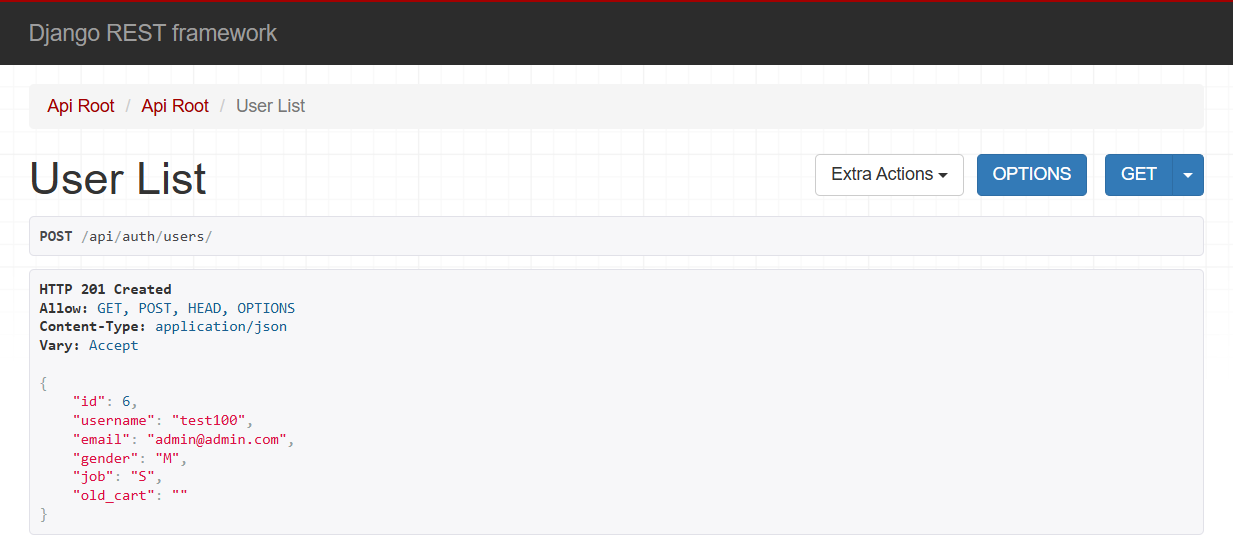 Django REST framework
Api Root / Api Root / User List
User List
Extra Actions OPTIONS GET
POST /api/auth/users/
HTTP 201 Created
Allow: GET, POST, HEAD, OPTIONS
Content-Type: application/json
Vary: Accept
{
    "id": 6,
    "username": "test100",
    "email": "admin@admin.com",
    "gender": "M",
    "job": "S",
    "old_cart": ""
}